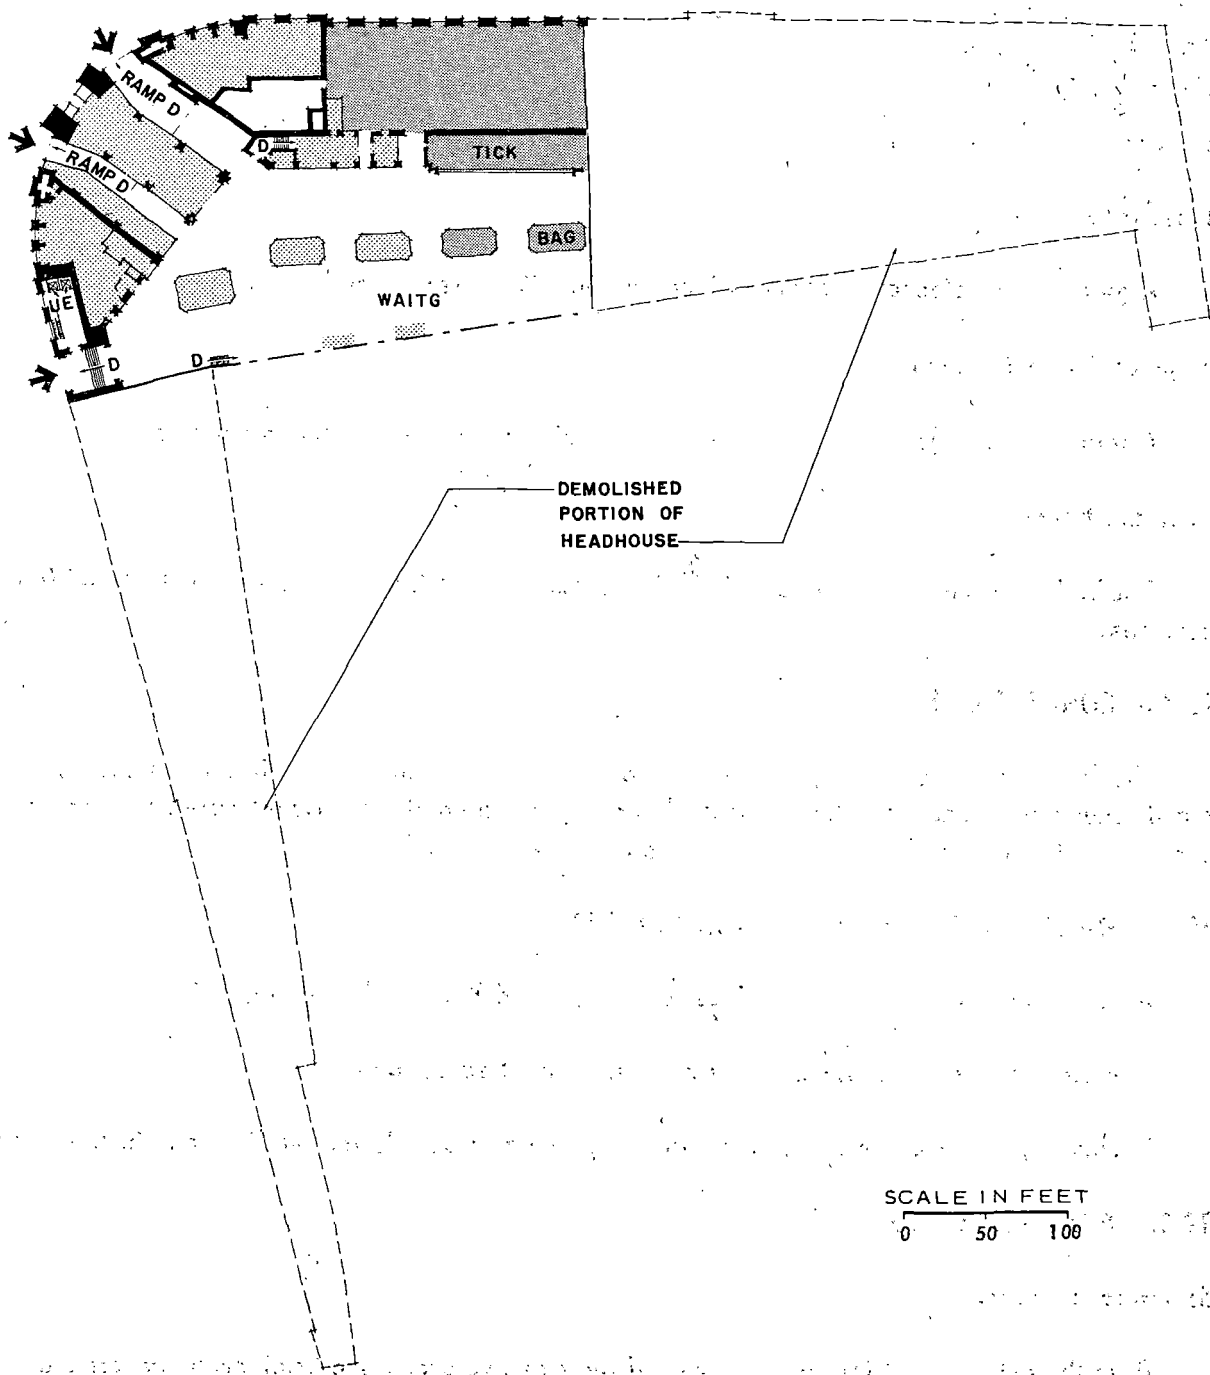 RAMP D
RAMP D
D
TICK
BAG
UE
WAITG
D
D
DEMOLISHED
PORTION OF
HEADHOUSE
SCALE IN FEET
0 50 100